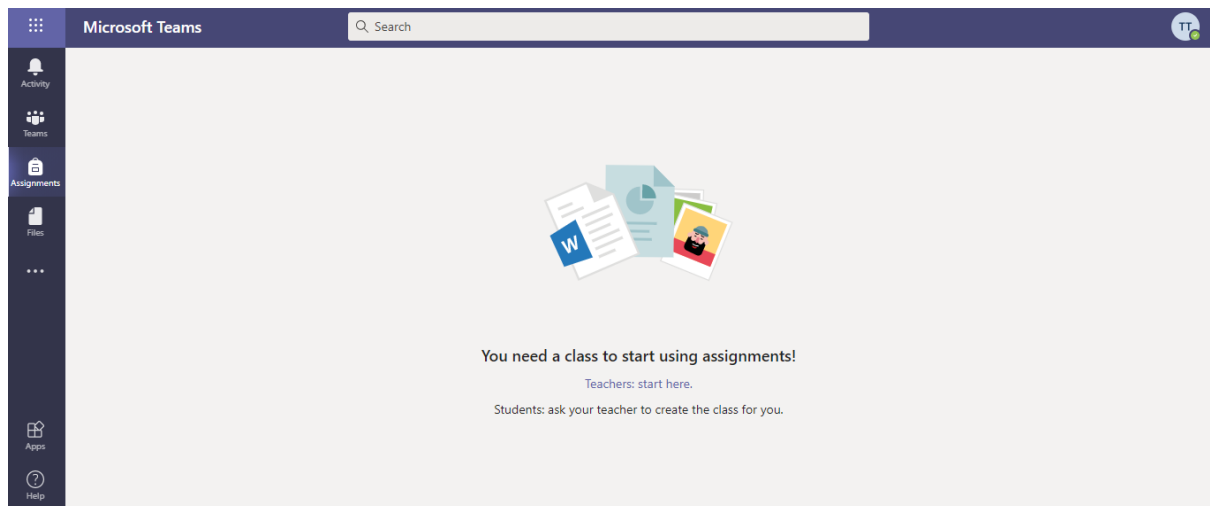 Microsoft Teams
Search
TT
Activity
Teams
Assignments
Files
W
You need a class to start using assignments!
Teachers: start here.
Students: ask your teacher to create the class for you.
Apps
?
Help